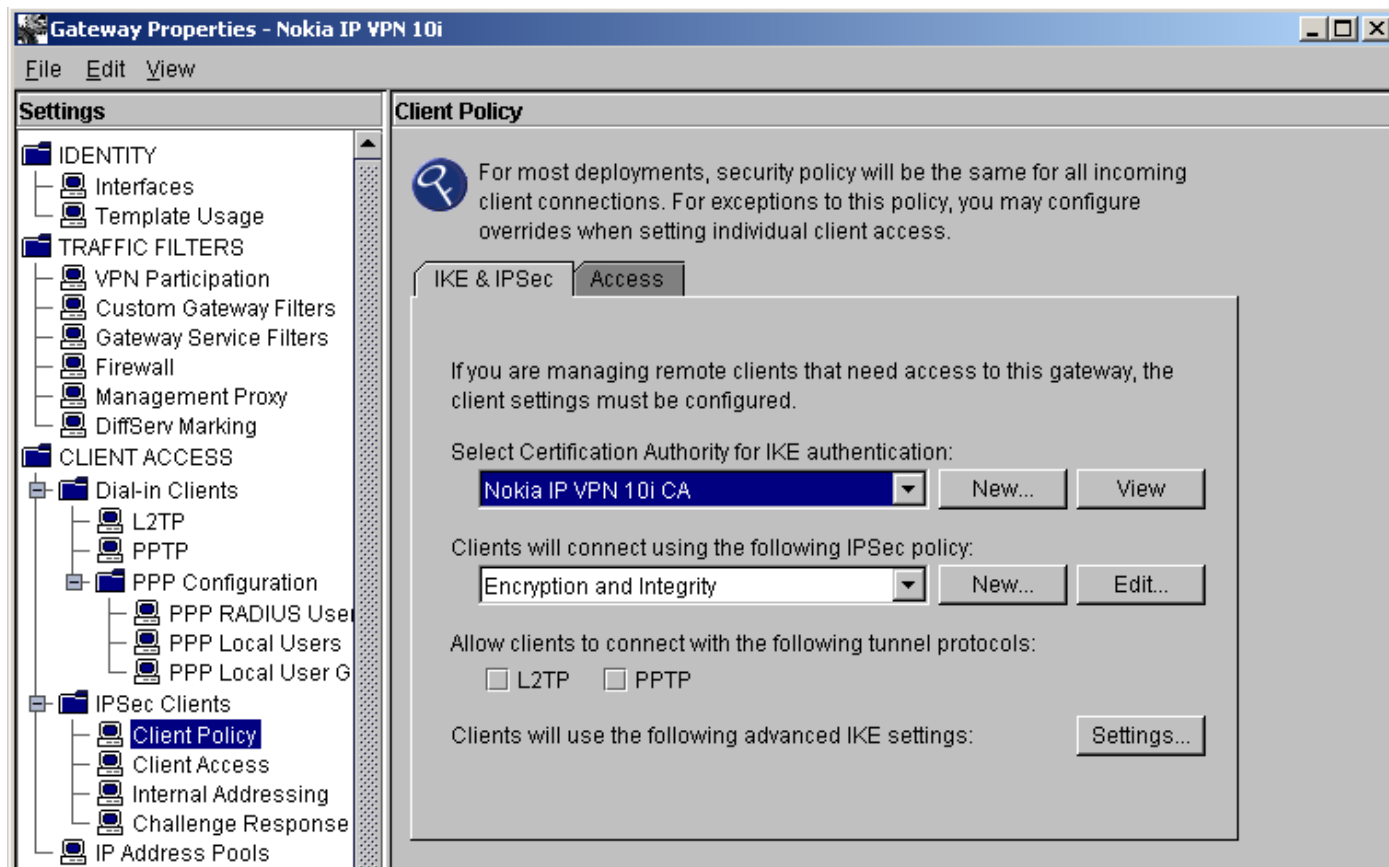 Gateway Properties - Nokia IP VPN 10i
File Edit View
Settings
IDENTITY
Interfaces
Template Usage
TRAFFIC FILTERS
VPN Participation
Custom Gateway Filters
Gateway Service Filters
Firewall
Management Proxy
DiffServ Marking
CLIENT ACCESS
Dial-in Clients
L2TP
PPTP
PPP Configuration
PPP RADIUS User
PPP Local Users
PPP Local User G
IPSec Clients
Client Policy
Client Access
Internal Addressing
Challenge Response
IP Address Pools
Client Policy
For most deployments, security policy will be the same for all incoming
client connections. For exceptions to this policy, you may configure
overrides when setting individual client access.
IKE & IPSec Access
If you are managing remote clients that need access to this gateway, the
client settings must be configured.
Select Certification Authority for IKE authentication:
Nokia IP VPN 10i CA New... View
Clients will connect using the following IPSec policy:
Encryption and Integrity New... Edit...
Allow clients to connect with the following tunnel protocols:
L2TP PPTP
Clients will use the following advanced IKE settings: Settings...